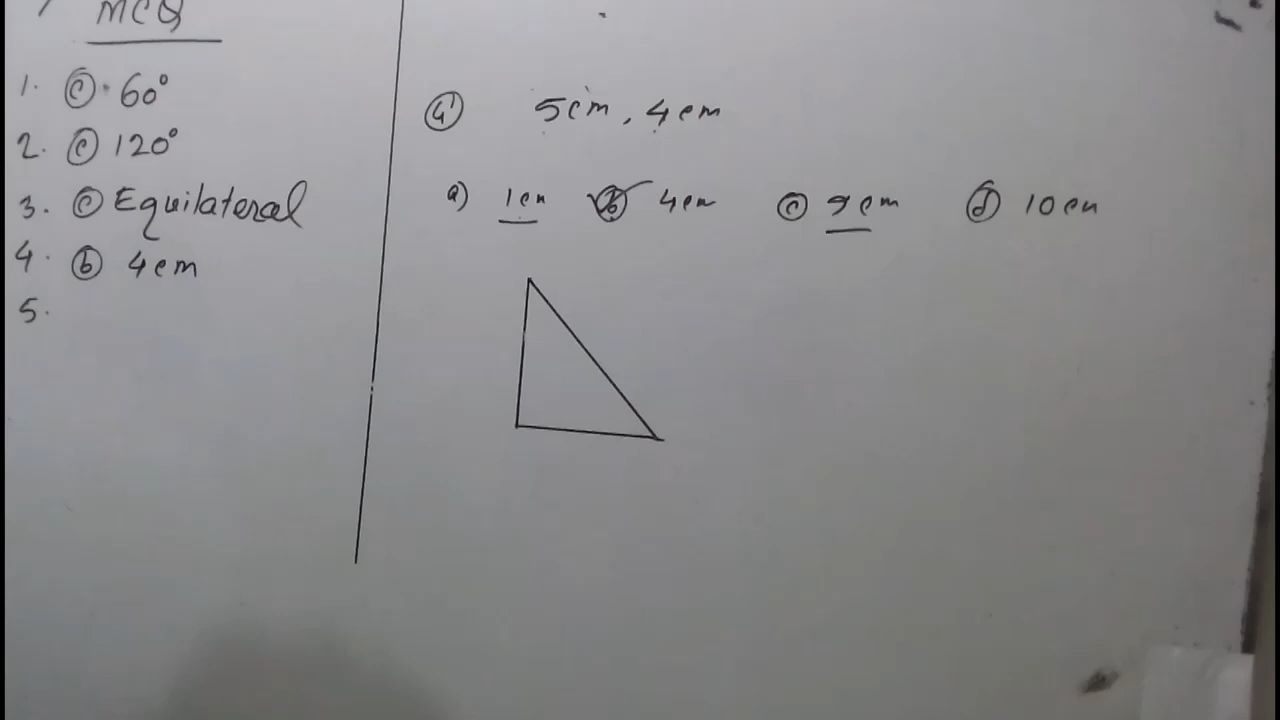 MCQ
1. ⓒ 60°
2. ⓒ 120°
3. ⓒ Equilateral
4. ⓑ 4cm
5.
④ 5cm, 4cm
a) 1cm ⓑ 4cm ⓒ 9cm ⓓ 10cm